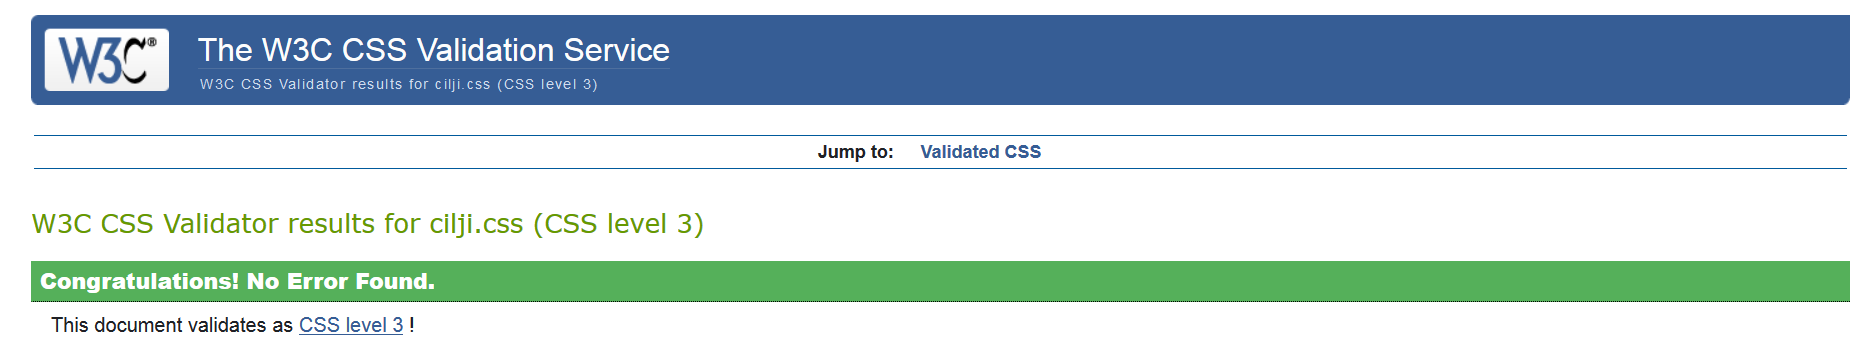 W3C®
The W3C CSS Validation Service
W3C CSS Validator results for cilji.css (CSS level 3)
Jump to: Validated CSS
W3C CSS Validator results for cilji.css (CSS level 3)
Congratulations! No Error Found.
This document validates as CSS level 3 !